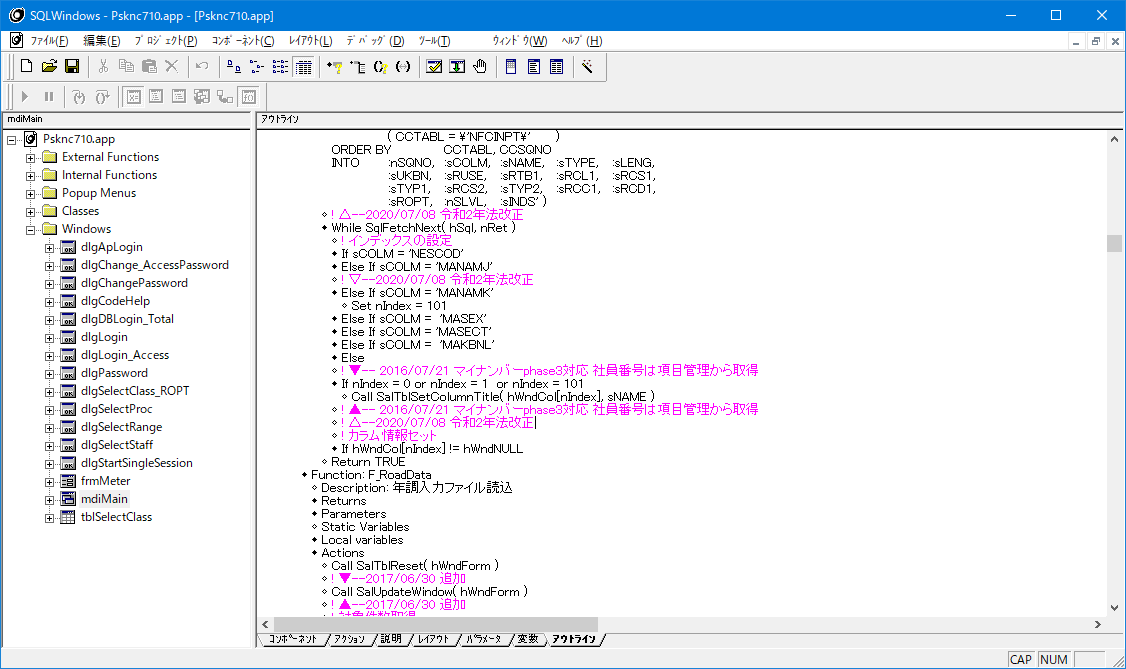 SQLWindows - Psknc710.app - [Psknc710.app]
ﾌｧｲﾙ(F) 編集(E) ﾌﾟﾛｼﾞｪｸﾄ(P) ｺﾝﾎﾟｰﾈﾝﾄ(C) ﾚｲｱｳﾄ(L) ﾃﾞﾊﾞｯｸﾞ(D) ﾂｰﾙ(T) ｳｨﾝﾄﾞｳ(W) ﾍﾙﾌﾟ(H)
mdiMain
Psknc710.app
External Functions
Internal Functions
Popup Menus
Classes
Windows
dlgApLogin
dlgChange_AccessPassword
dlgChangePassword
dlgCodeHelp
dlgDBLogin_Total
dlgLogin
dlgLogin_Access
dlgPassword
dlgSelectClass_ROPT
dlgSelectProc
dlgSelectRange
dlgSelectStaff
dlgStartSingleSession
frmMeter
mdiMain
tblSelectClass
ｱｳﾄﾗｲﾝ
( CCTABL = ¥'NFCINPT¥' )
ORDER BY CCTABL, CCSQNO
INTO :nSQNO, :sCOLM, :sNAME, :sTYPE, :sLENG,
:sUKBN, :sRUSE, :sRTB1, :sRCL1, :sRCS1,
:sTYP1, :sRCS2, :sTYP2, :sRCC1, :sRCD1,
:sROPT, :nSLVL, :sINDS' )
! △--2020/07/08 令和2年法改正
While SqlFetchNext( hSql, nRet )
! インデックスの設定
If sCOLM = 'NESCOD'
Else If sCOLM = 'MANAMJ'
! ▽--2020/07/08 令和2年法改正
Else If sCOLM = 'MANAMK'
Set nIndex = 101
Else If sCOLM = 'MASEX'
Else If sCOLM = 'MASECT'
Else If sCOLM = 'MAKBNL'
Else
! ▼-- 2016/07/21 マイナンバーphase3対応 社員番号は項目管理から取得
If nIndex = 0 or nIndex = 1 or nIndex = 101
Call SalTblSetColumnTitle( hWndCol[nIndex], sNAME )
! ▲-- 2016/07/21 マイナンバーphase3対応 社員番号は項目管理から取得
! △--2020/07/08 令和2年法改正
! カラム情報セット
If hWndCol[nIndex] != hWndNULL
Return TRUE
Function: F_RoadData
Description: 年調入力ファイル読込
Returns
Parameters
Static Variables
Local variables
Actions
Call SalTblReset( hWndForm )
! ▼--2017/06/30 追加
Call SalUpdateWindow( hWndForm )
! ▲--2017/06/30 追加
! 対象件数取得
ｺﾝﾎﾟｰﾈﾝﾄ ｱｸｼｮﾝ 説明 ﾚｲｱｳﾄ ﾊﾟﾗﾒｰﾀ 変数 ｱｳﾄﾗｲﾝ
CAP NUM